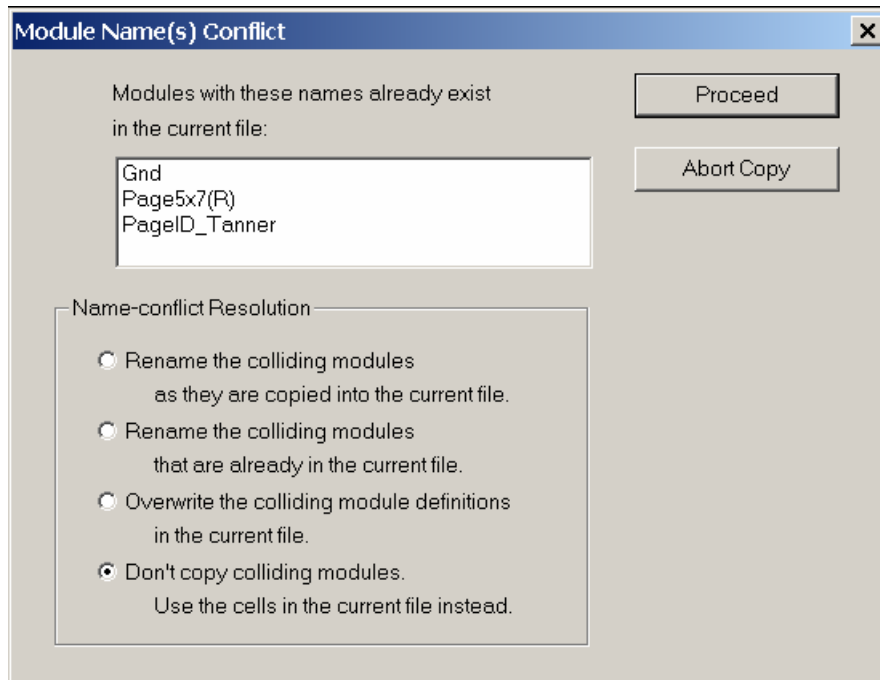 Module Name(s) Conflict
Modules with these names already exist
in the current file:
Proceed
Abort Copy
Gnd
Page5x7(R)
PageID_Tanner
Name-conflict Resolution
Rename the colliding modules
as they are copied into the current file.
Rename the colliding modules
that are already in the current file.
Overwrite the colliding module definitions
in the current file.
Don't copy colliding modules.
Use the cells in the current file instead.